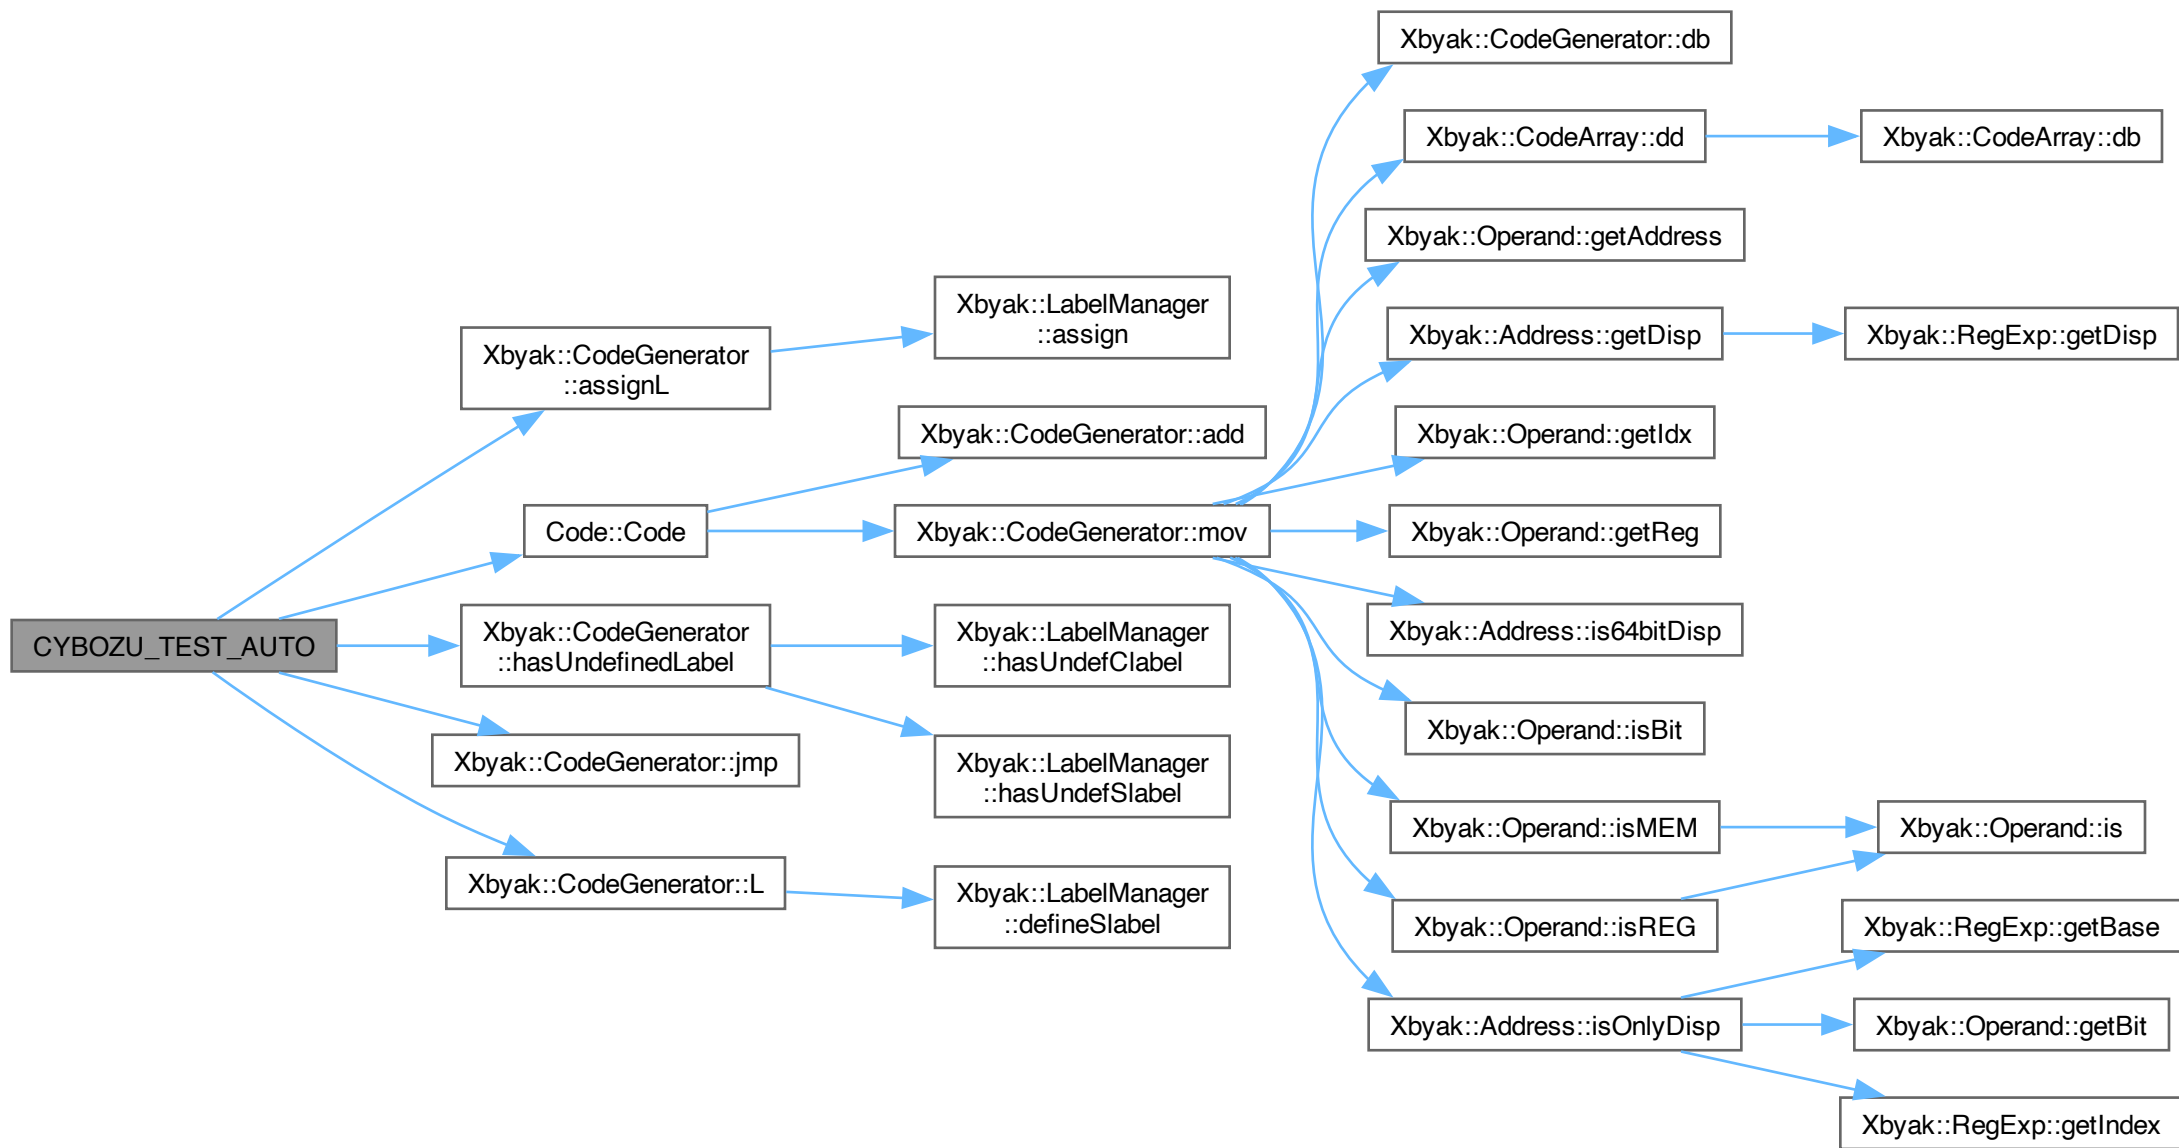 CYBOZU_TEST_AUTO
Xbyak::CodeGenerator
::assignL
Code::Code
Xbyak::CodeGenerator
::hasUndefinedLabel
Xbyak::CodeGenerator::jmp
Xbyak::CodeGenerator::L
Xbyak::LabelManager
::assign
Xbyak::CodeGenerator::add
Xbyak::CodeGenerator::mov
Xbyak::LabelManager
::hasUndefClabel
Xbyak::LabelManager
::hasUndefSlabel
Xbyak::LabelManager
::defineSlabel
Xbyak::CodeGenerator::db
Xbyak::CodeArray::dd
Xbyak::Operand::getAddress
Xbyak::Address::getDisp
Xbyak::Operand::getIdx
Xbyak::Operand::getReg
Xbyak::Address::is64bitDisp
Xbyak::Operand::isBit
Xbyak::Operand::isMEM
Xbyak::Operand::isREG
Xbyak::Address::isOnlyDisp
Xbyak::CodeArray::db
Xbyak::RegExp::getDisp
Xbyak::Operand::is
Xbyak::RegExp::getBase
Xbyak::Operand::getBit
Xbyak::RegExp::getIndex